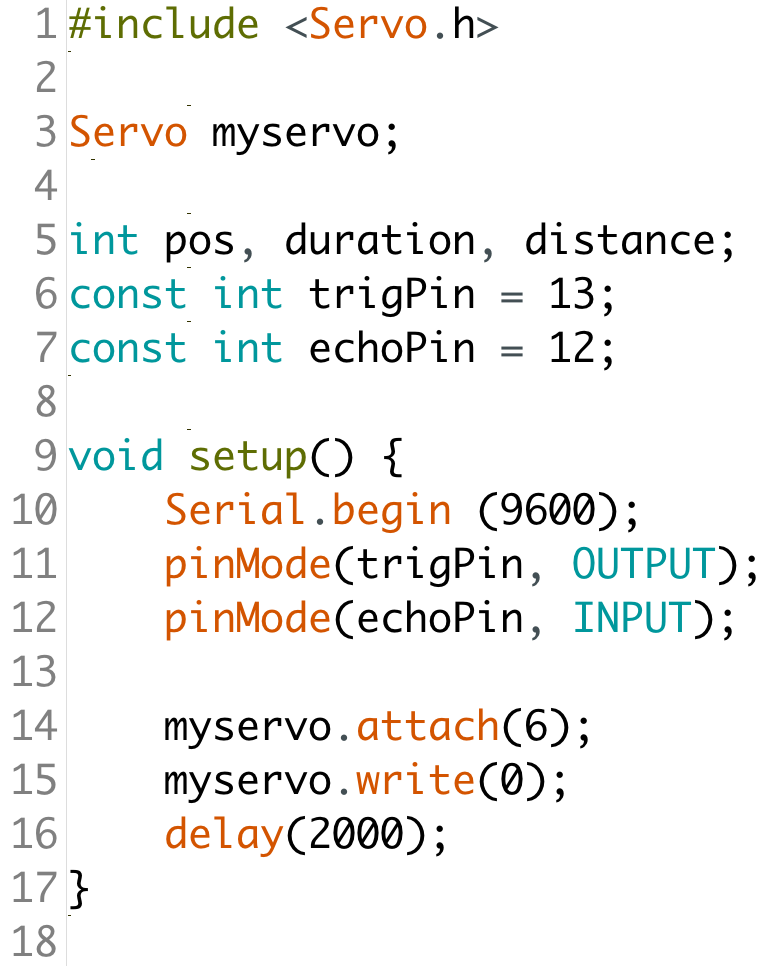 1 #include <Servo.h>
2
3 Servo myservo;
4
5 int pos, duration, distance;
6 const int trigPin = 13;
7 const int echoPin = 12;
8
9 void setup() {
10     Serial.begin (9600);
11     pinMode(trigPin, OUTPUT);
12     pinMode(echoPin, INPUT);
13
14     myservo.attach(6);
15     myservo.write(0);
16     delay(2000);
17 }
18